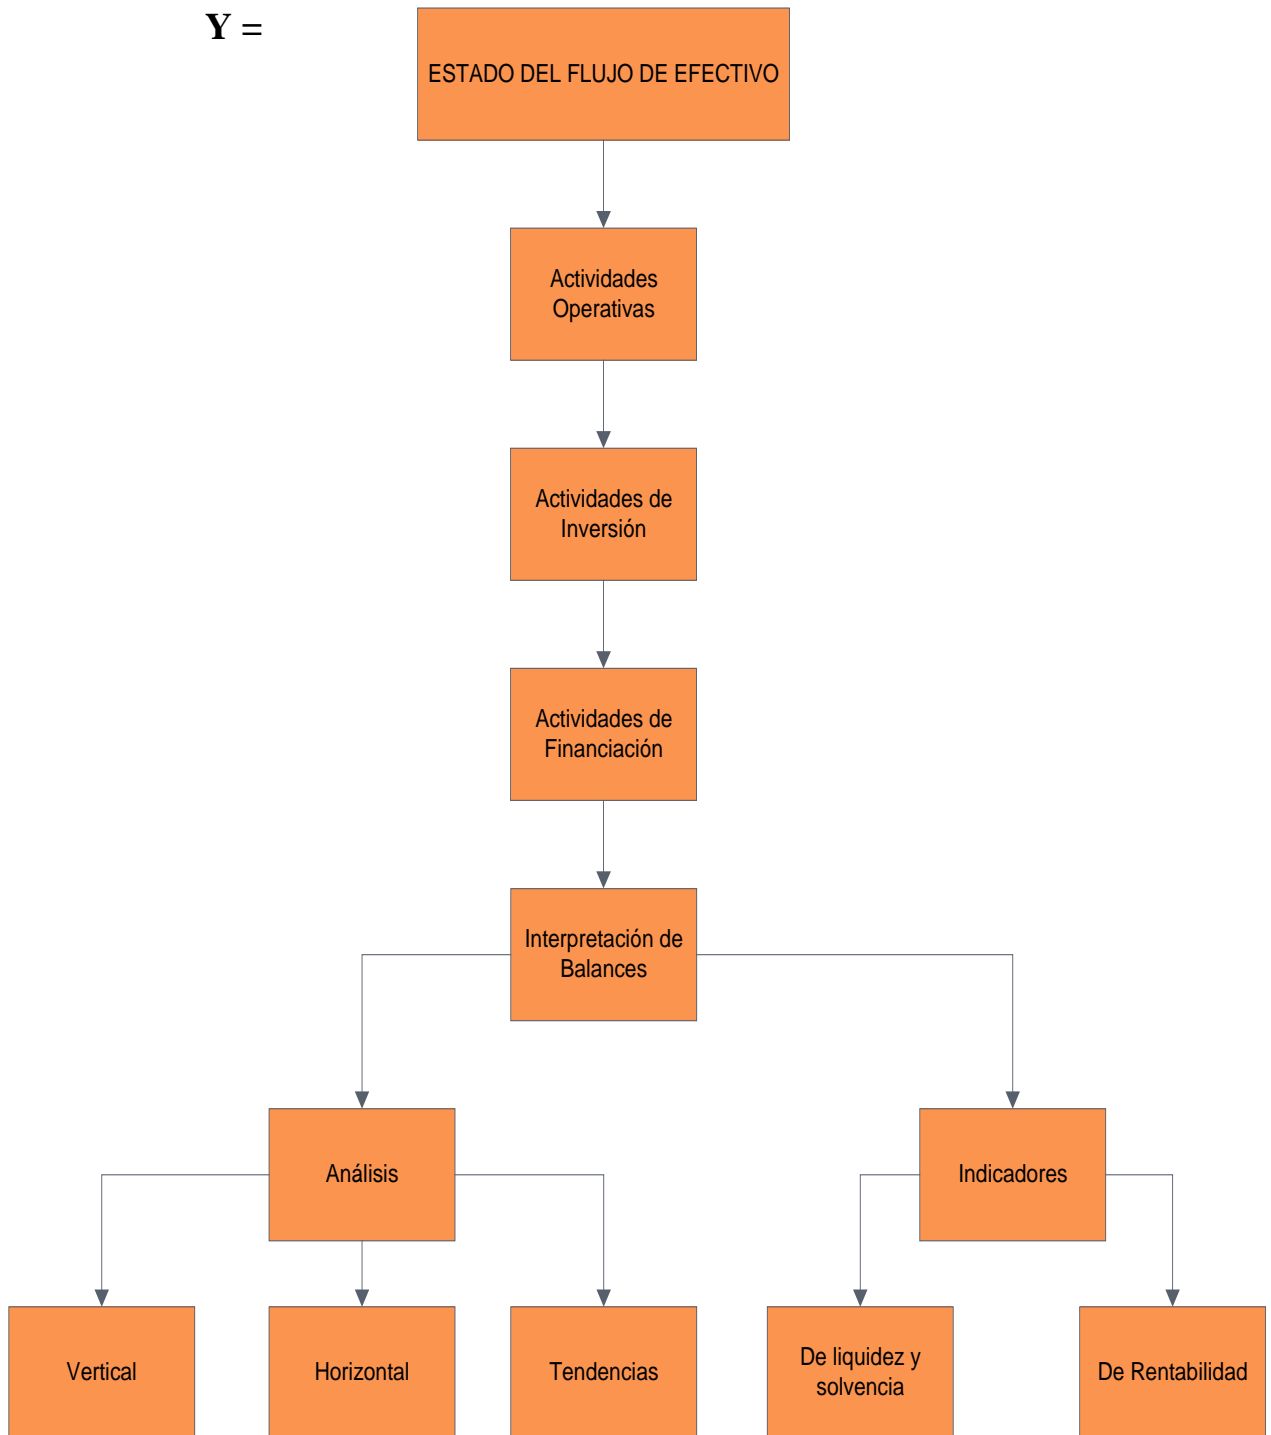 Y =
ESTADO DEL FLUJO DE EFECTIVO
Actividades
Operativas
Actividades de
Inversión
Actividades de
Financiación
Interpretación de
Balances
Análisis
Indicadores
Vertical
Horizontal
Tendencias
De liquidez y
solvencia
De Rentabilidad